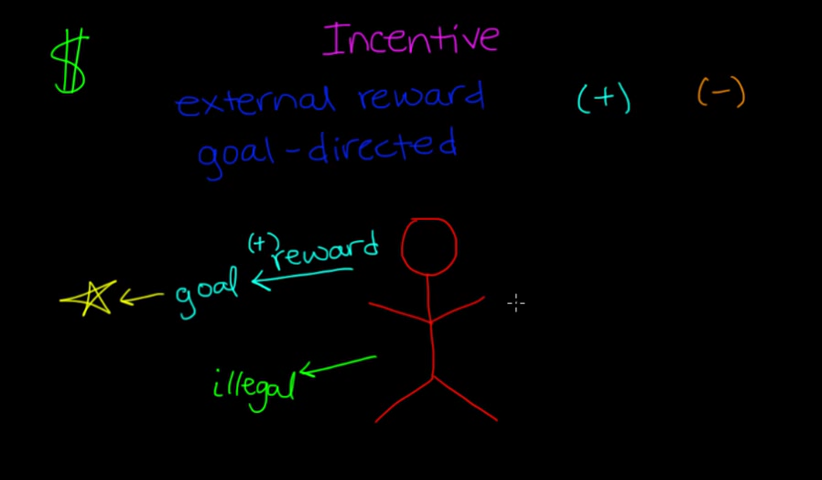 $
Incentive
external reward (+) (-)
goal-directed
(+) reward
goal
illegal